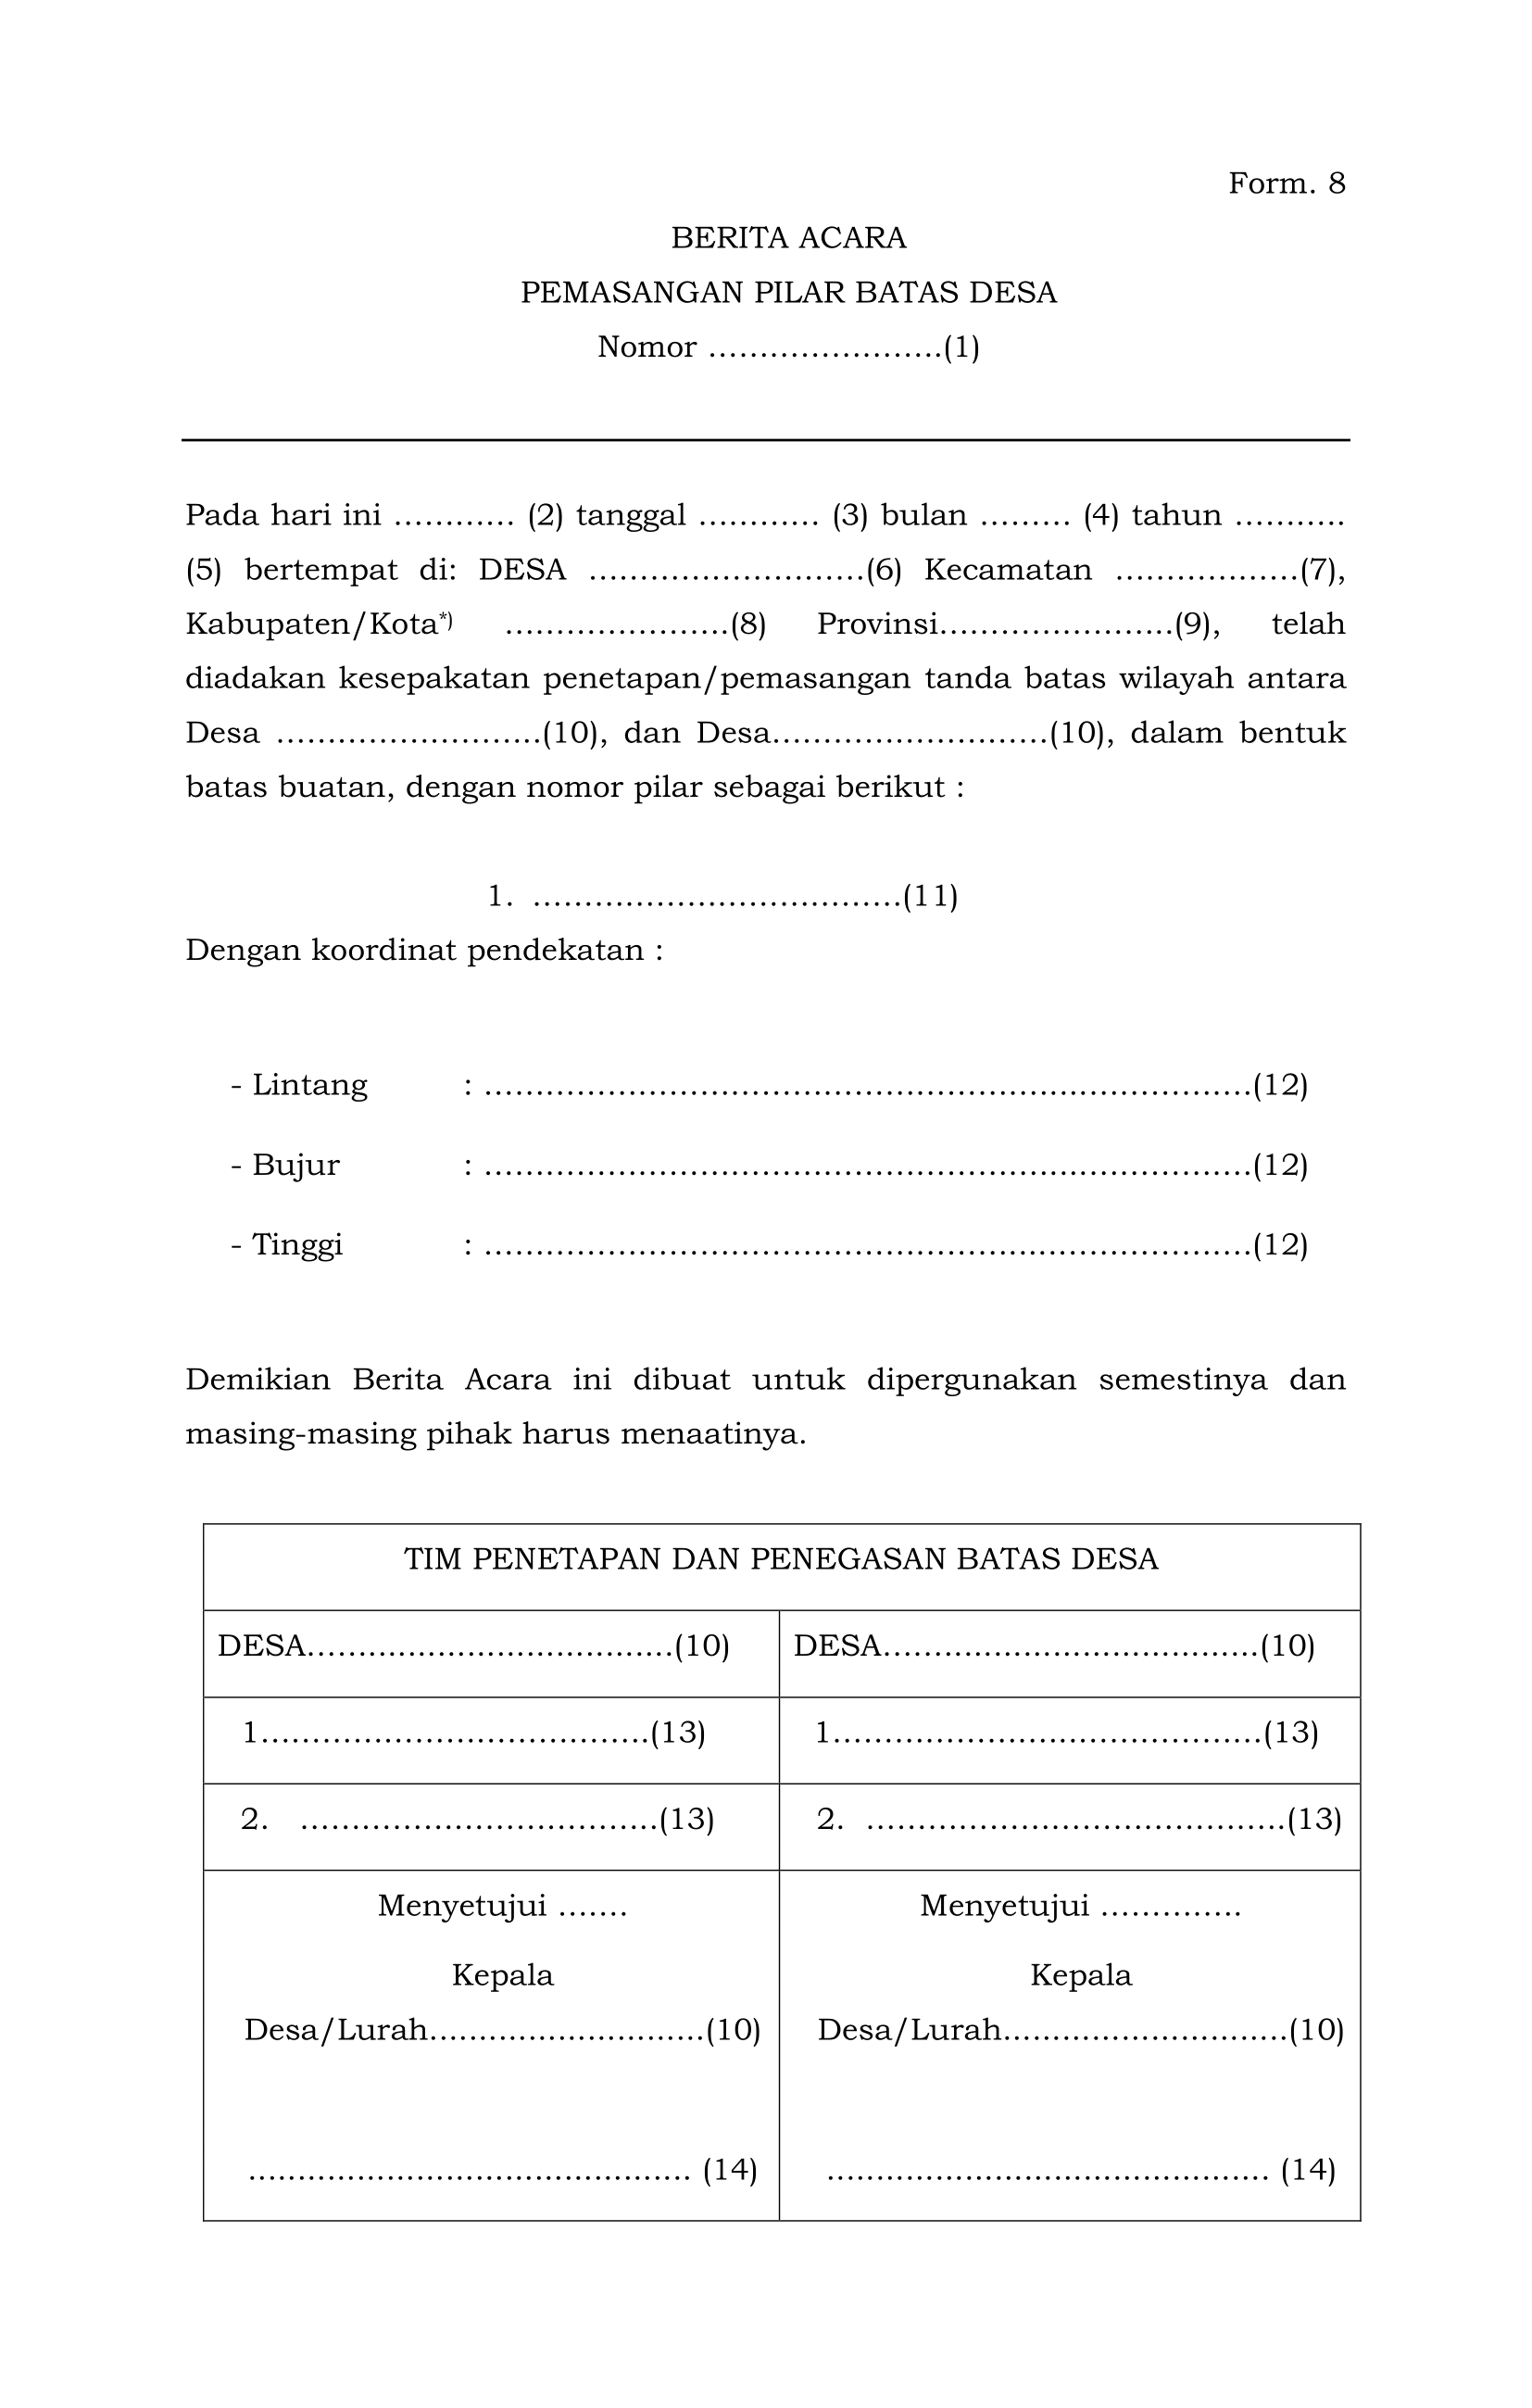 Form. 8
BERITA ACARA
PEMASANGAN PILAR BATAS DESA
Nomor …………………..(1)
Pada hari ini ………… (2) tanggal ………… (3) bulan ……… (4) tahun ………..
(5) bertempat di: DESA ………………………(6) Kecamatan ………………(7),
Kabupaten/Kota*) ………………….(8) Provinsi…………………..(9), telah
diadakan kesepakatan penetapan/pemasangan tanda batas wilayah antara
Desa ……………………..(10), dan Desa………………………(10), dalam bentuk
batas buatan, dengan nomor pilar sebagai berikut :
1. ………………………………(11)
Dengan koordinat pendekatan :
- Lintang : …………………………………………………………………(12)
- Bujur : …………………………………………………………………(12)
- Tinggi : …………………………………………………………………(12)
Demikian Berita Acara ini dibuat untuk dipergunakan semestinya dan
masing-masing pihak harus menaatinya.
TIM PENETAPAN DAN PENEGASAN BATAS DESA
DESA………………………………(10) DESA……………………………….(10)
1………………………………..(13) 1……………………………………(13)
2. ……………………………..(13) 2. …………………………………..(13)
Menyetujui ……. Menyetujui …………..
Kepala Kepala
Desa/Lurah………………………(10) Desa/Lurah……………………….(10)
……………………………………. (14) ……………………………………. (14)